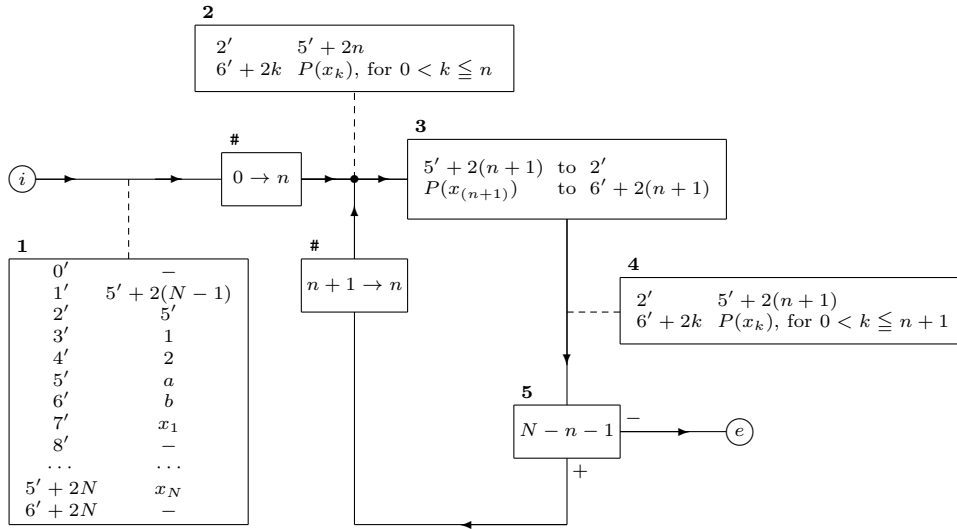 2
2′ 5′ + 2n
6′ + 2k P(x_k), for 0 < k ≦ n
#
3
i
0 → n
5′ + 2(n + 1) to 2′
P(x_(n+1)) to 6′ + 2(n + 1)
1
#
4
0′ –
1′ 5′ + 2(N − 1)
2′ 5′
3′ 1
4′ 2
5′ a
6′ b
7′ x_1
8′ –
... ...
5′ + 2N x_N
6′ + 2N –
n + 1 → n
2′ 5′ + 2(n + 1)
6′ + 2k P(x_k), for 0 < k ≦ n + 1
5
N − n − 1
−
e
+